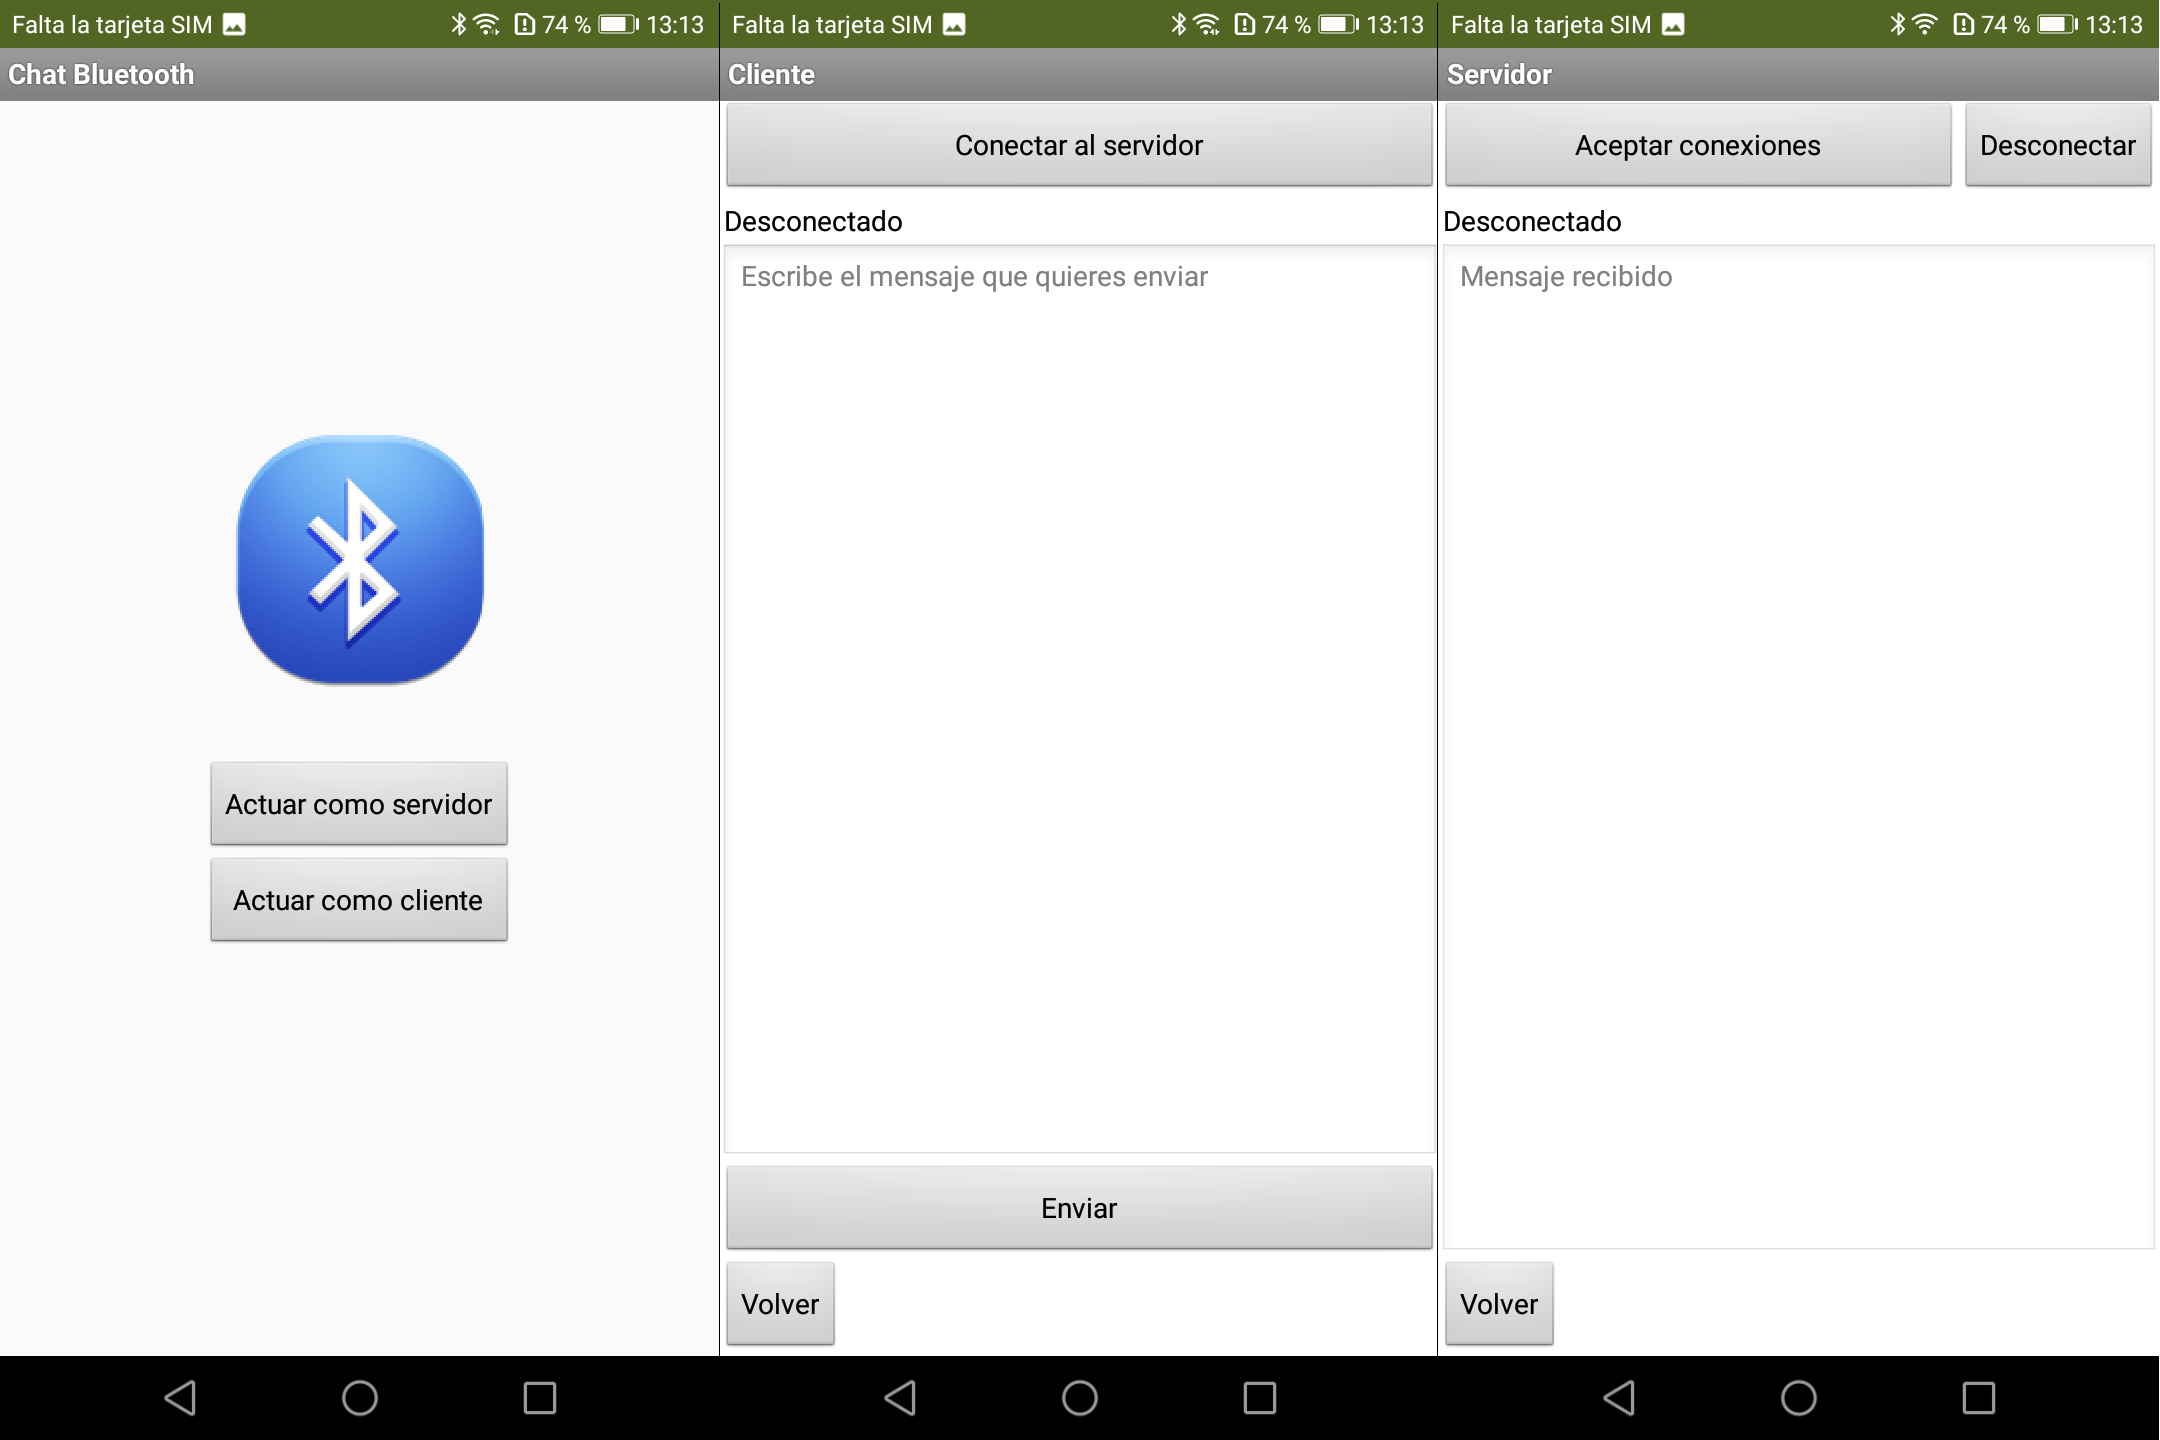 Falta la tarjeta SIM 74 % 13:13
Chat Bluetooth
Actuar como servidor
Actuar como cliente
Falta la tarjeta SIM 74 % 13:13
Cliente
Conectar al servidor
Desconectado
Escribe el mensaje que quieres enviar
Enviar
Volver
Falta la tarjeta SIM 74 % 13:13
Servidor
Aceptar conexiones Desconectar
Desconectado
Mensaje recibido
Volver